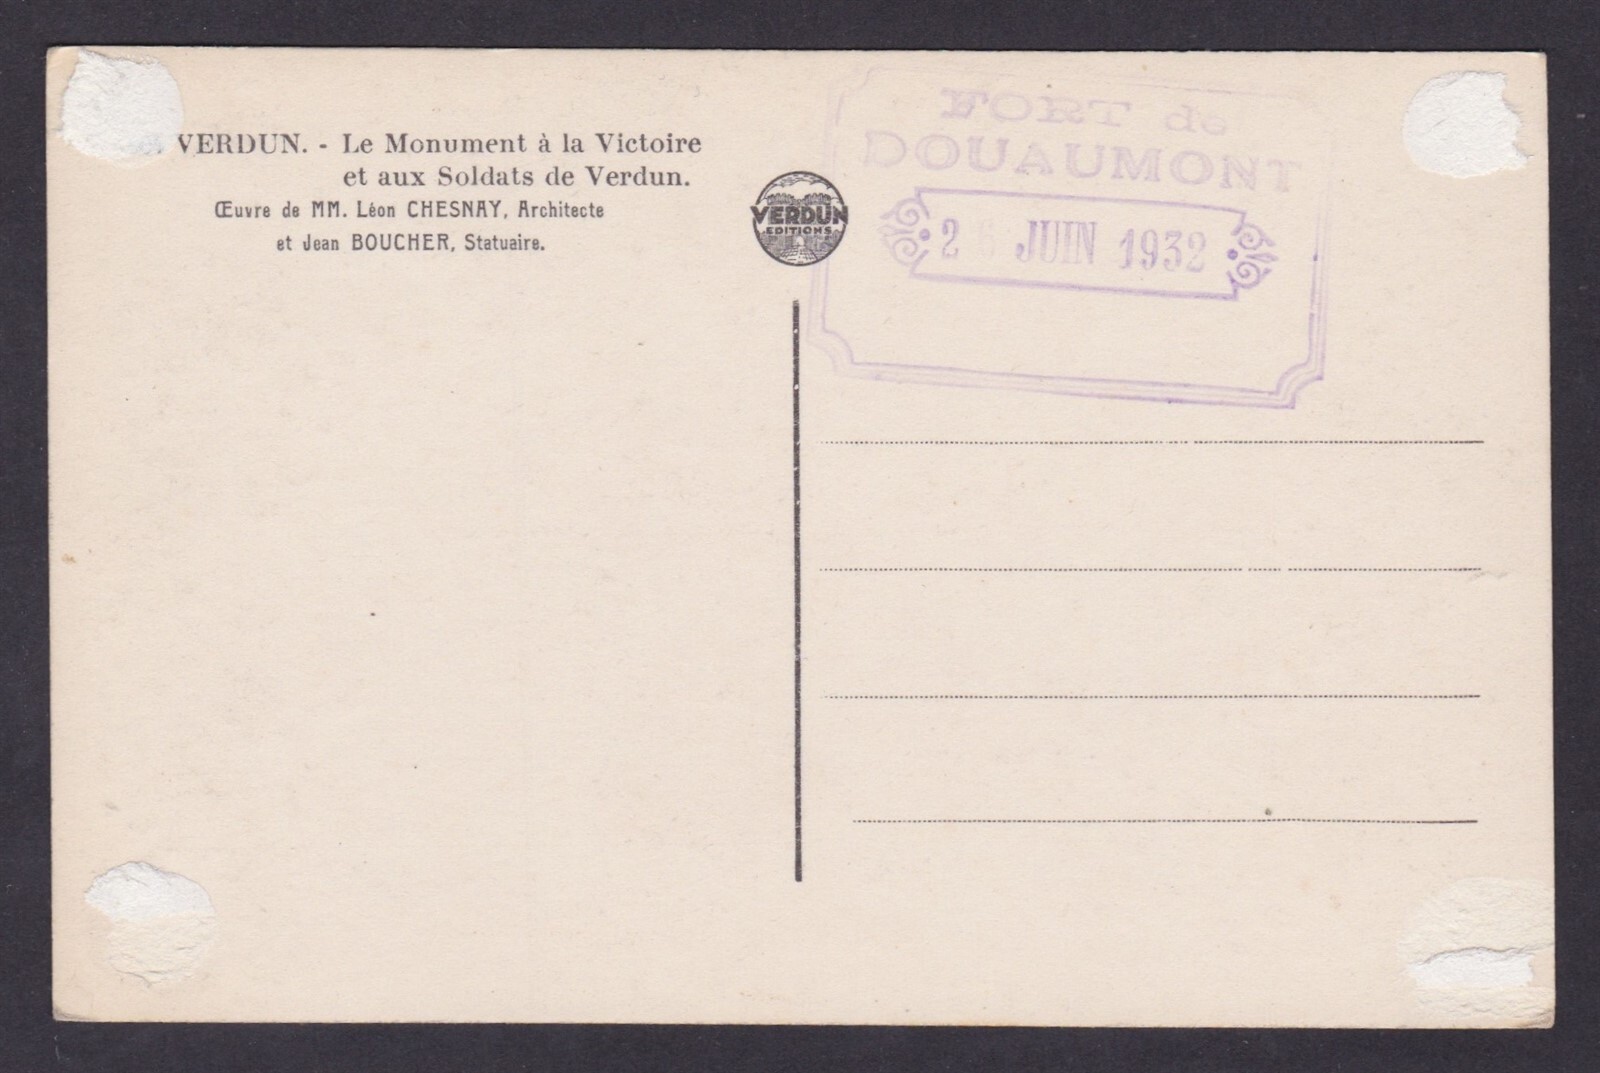 VERDUN. - Le Monument à la Victoire
et aux Soldats de Verdun.
Œuvre de MM. Léon CHESNAY, Architecte
et Jean BOUCHER, Statuaire.
VERDUN
EDITIONS
FORT de
DOUAUMONT
2 JUIN 1932